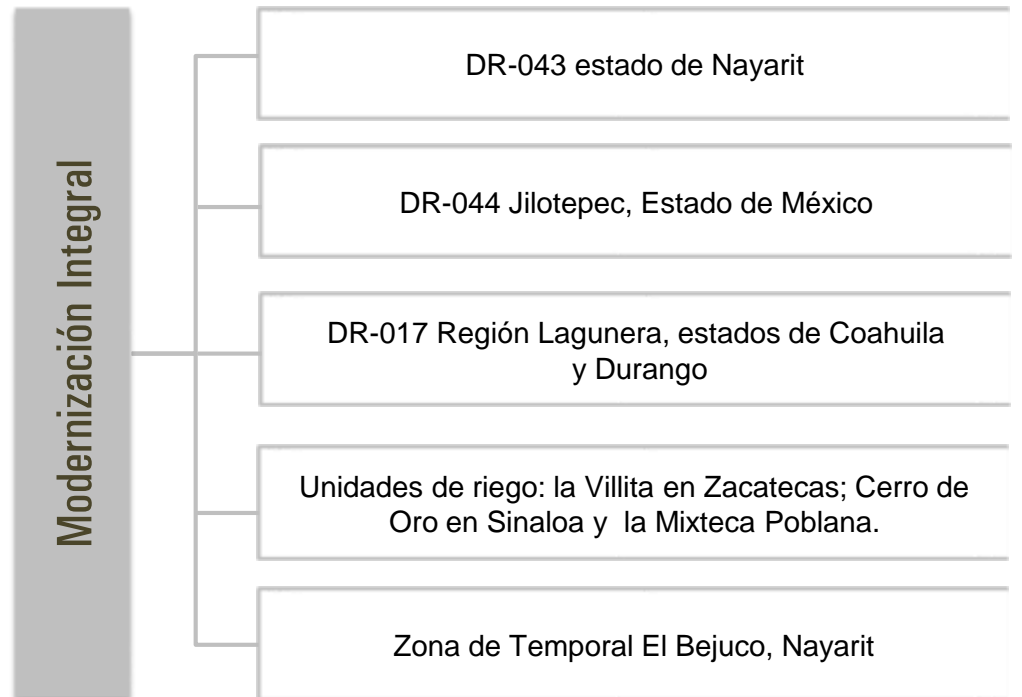 Modernización Integral
DR-043 estado de Nayarit
DR-044 Jilotepec, Estado de México
DR-017 Región Lagunera, estados de Coahuila
y Durango
Unidades de riego: la Villita en Zacatecas; Cerro de
Oro en Sinaloa y la Mixteca Poblana.
Zona de Temporal El Bejuco, Nayarit